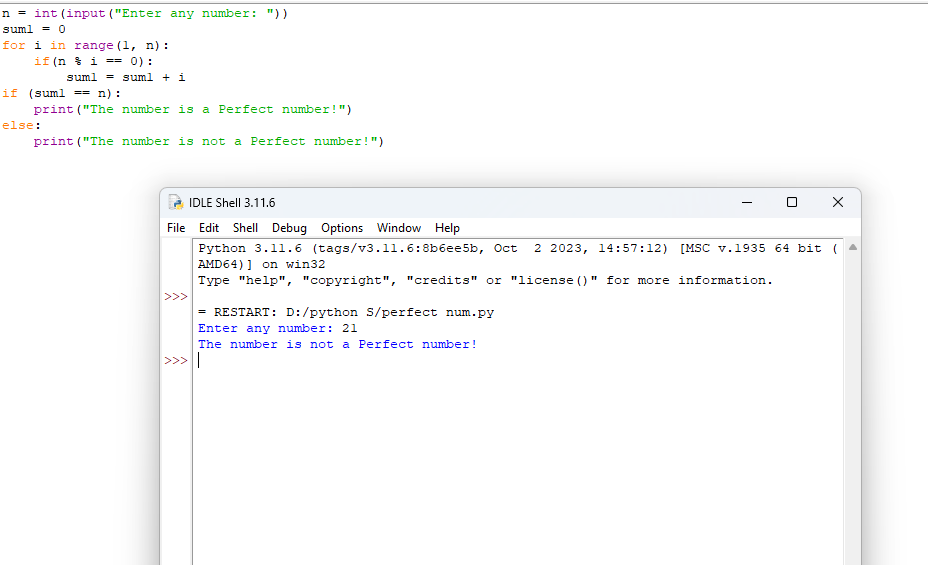 n = int(input("Enter any number: "))
sum1 = 0
for i in range(1, n):
    if(n % i == 0):
        sum1 = sum1 + i
if (sum1 == n):
    print("The number is a Perfect number!")
else:
    print("The number is not a Perfect number!")
IDLE Shell 3.11.6
File Edit Shell Debug Options Window Help
Python 3.11.6 (tags/v3.11.6:8b6ee5b, Oct  2 2023, 14:57:12) [MSC v.1935 64 bit (
AMD64)] on win32
Type "help", "copyright", "credits" or "license()" for more information.
>>>
= RESTART: D:/python S/perfect num.py
Enter any number: 21
The number is not a Perfect number!
>>>